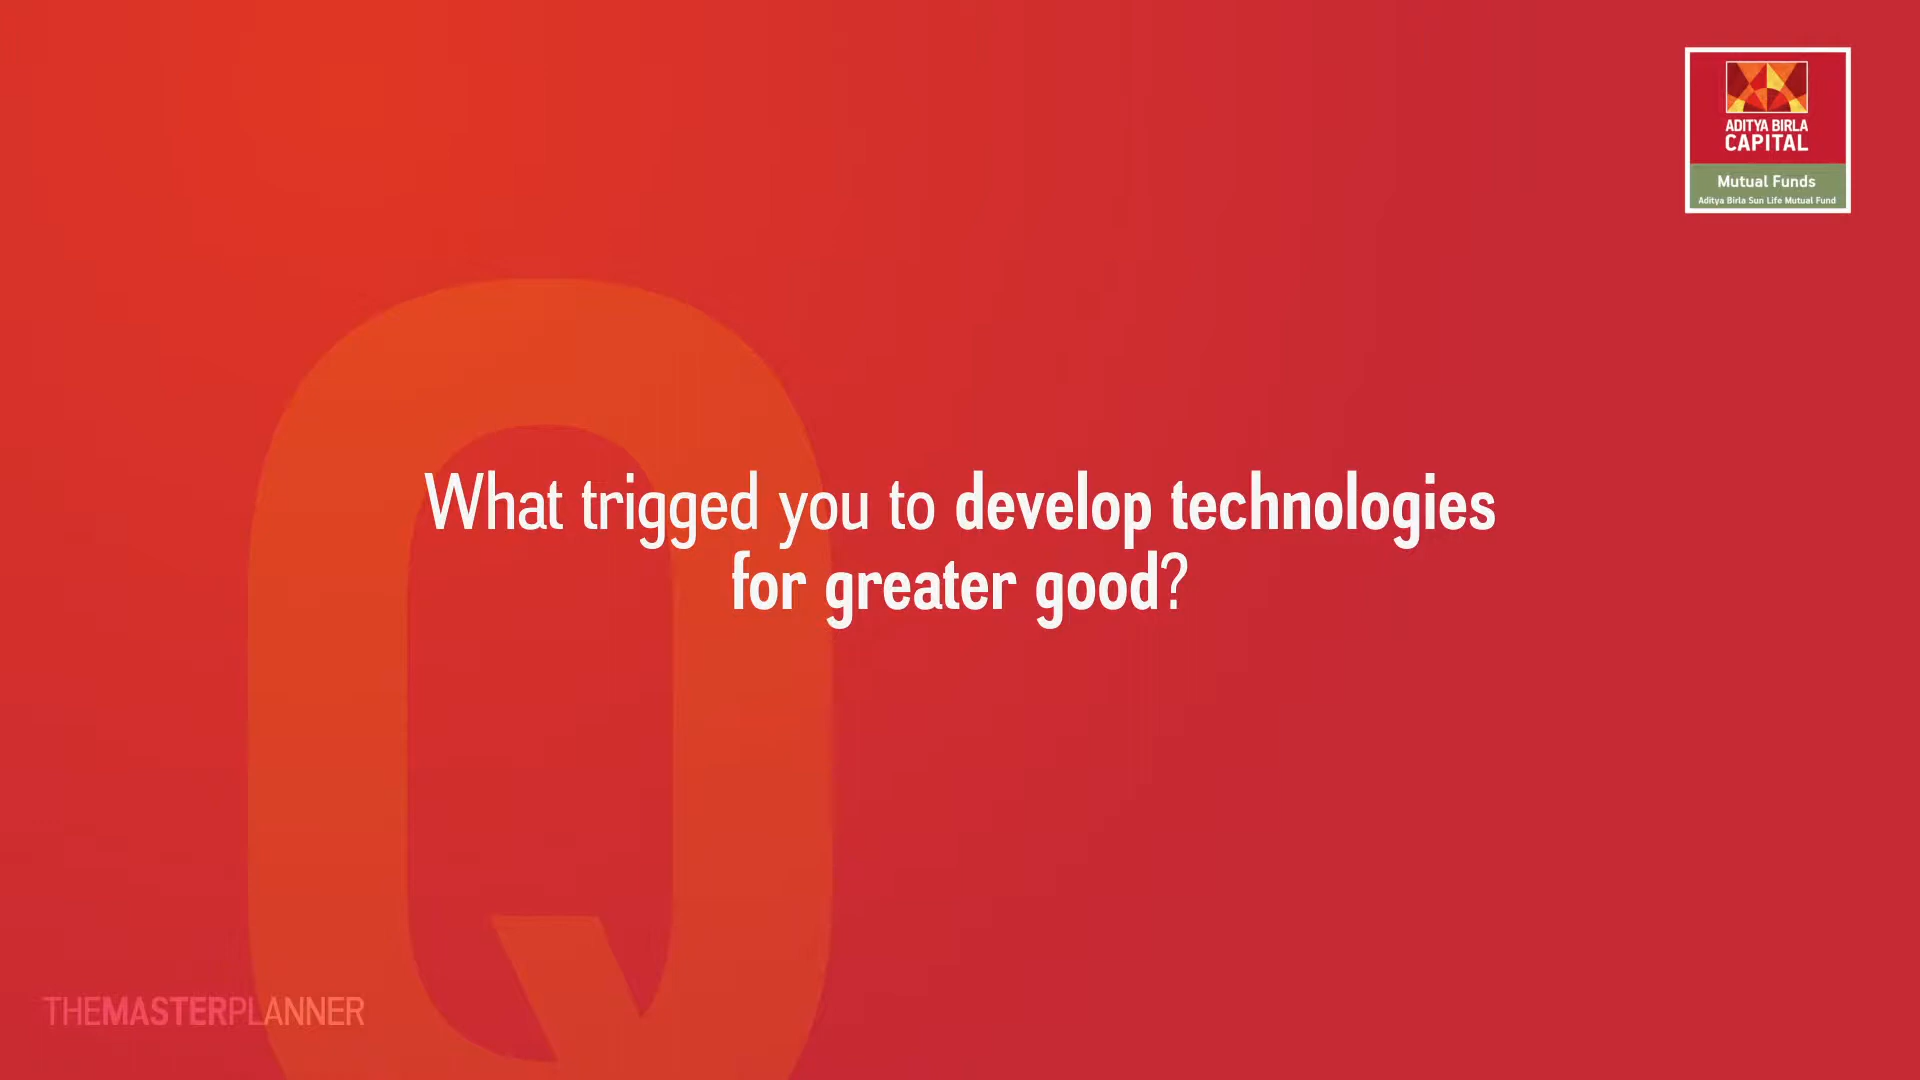 ADITYA BIRLA
CAPITAL
Mutual Funds
Aditya Birla Sun Life Mutual Fund
Q
What trigged you to develop technologies
for greater good?
THEMASTERPLANNER